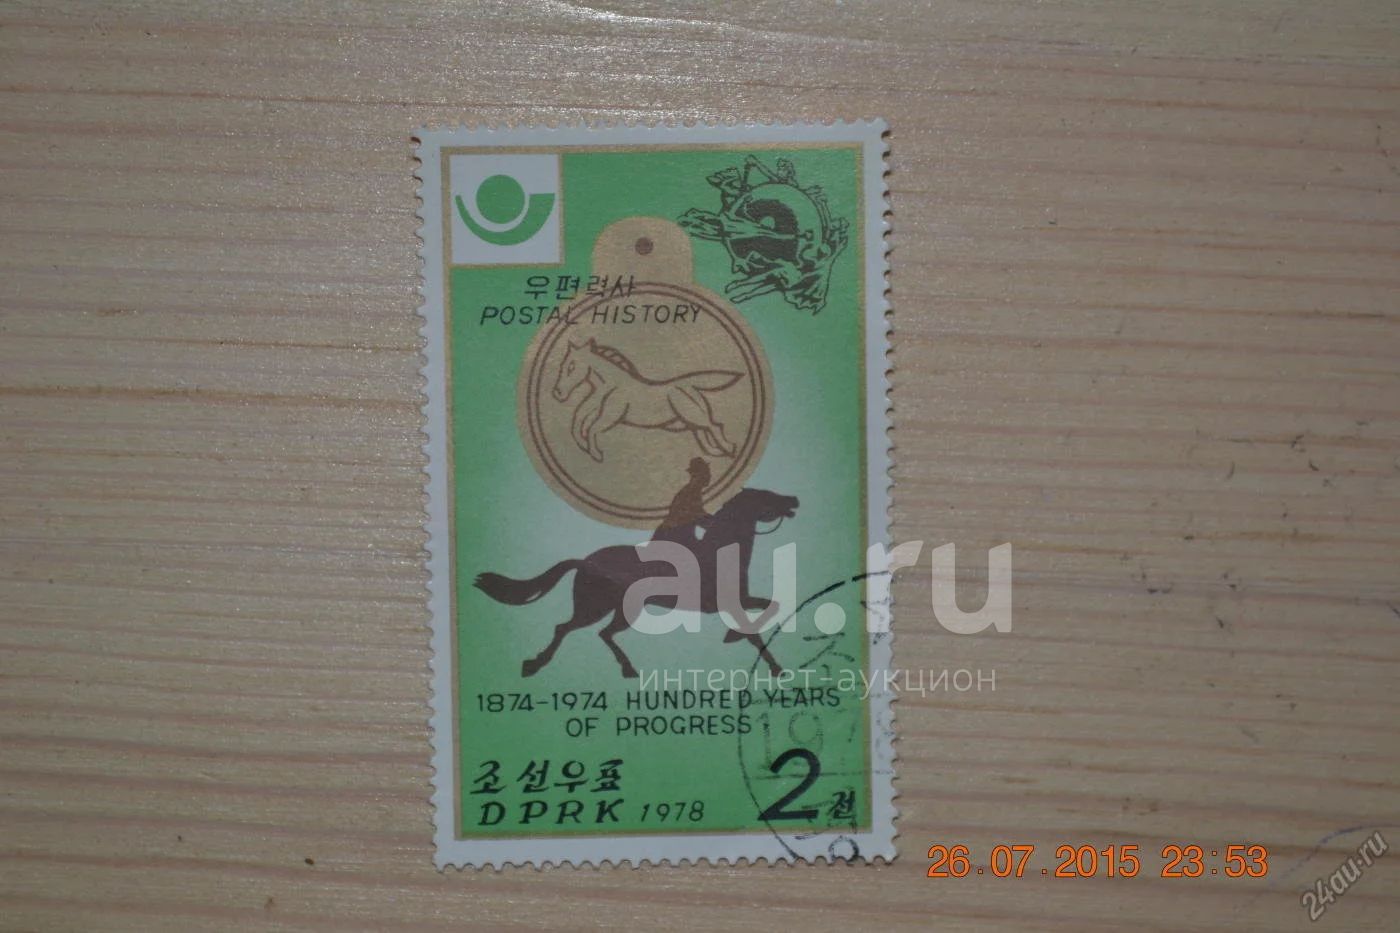 우편력사
POSTAL HISTORY
au.ru
интернет-аукцион
1874-1974 HUNDRED YEARS
OF PROGRESS
조선우표
DPRK 1978
2전
26.07.2015 23:53
24au.ru